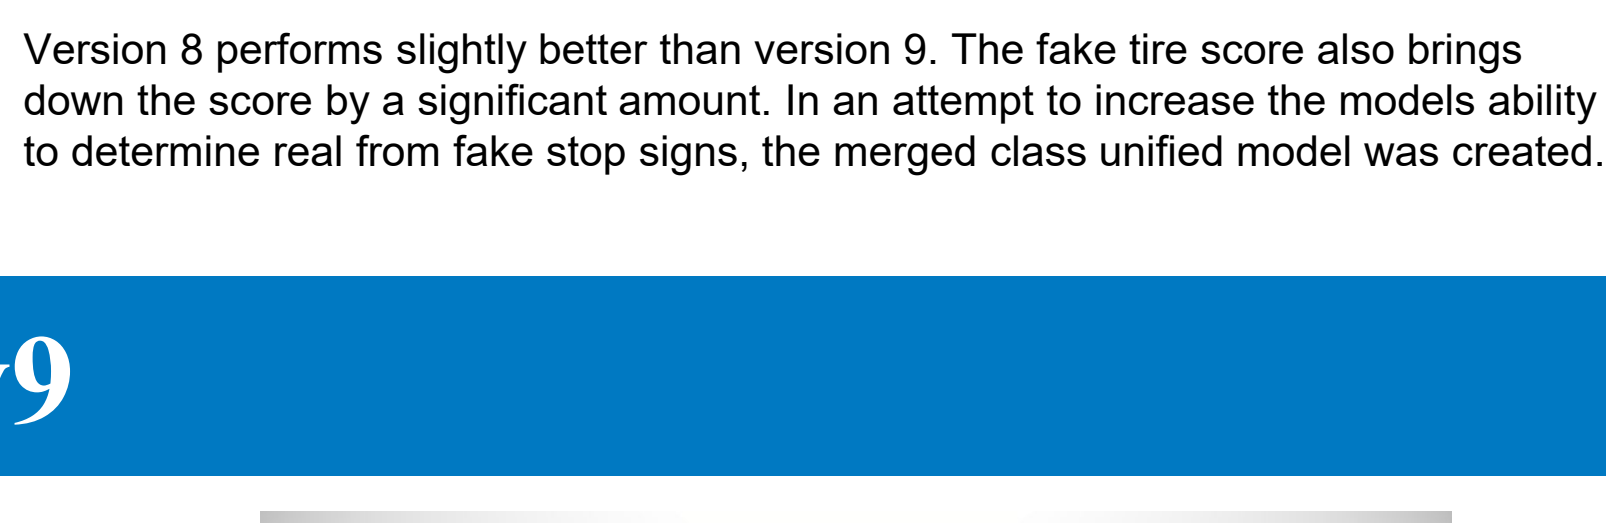 Version 8 performs slightly better than version 9. The fake tire score also brings
down the score by a significant amount. In an attempt to increase the models ability
to determine real from fake stop signs, the merged class unified model was created.
v9